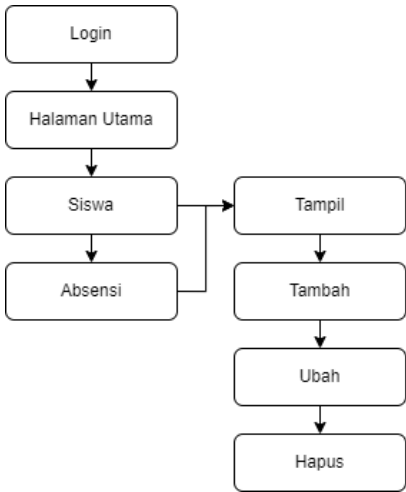 Login
Halaman Utama
Siswa
Absensi
Tampil
Tambah
Ubah
Hapus